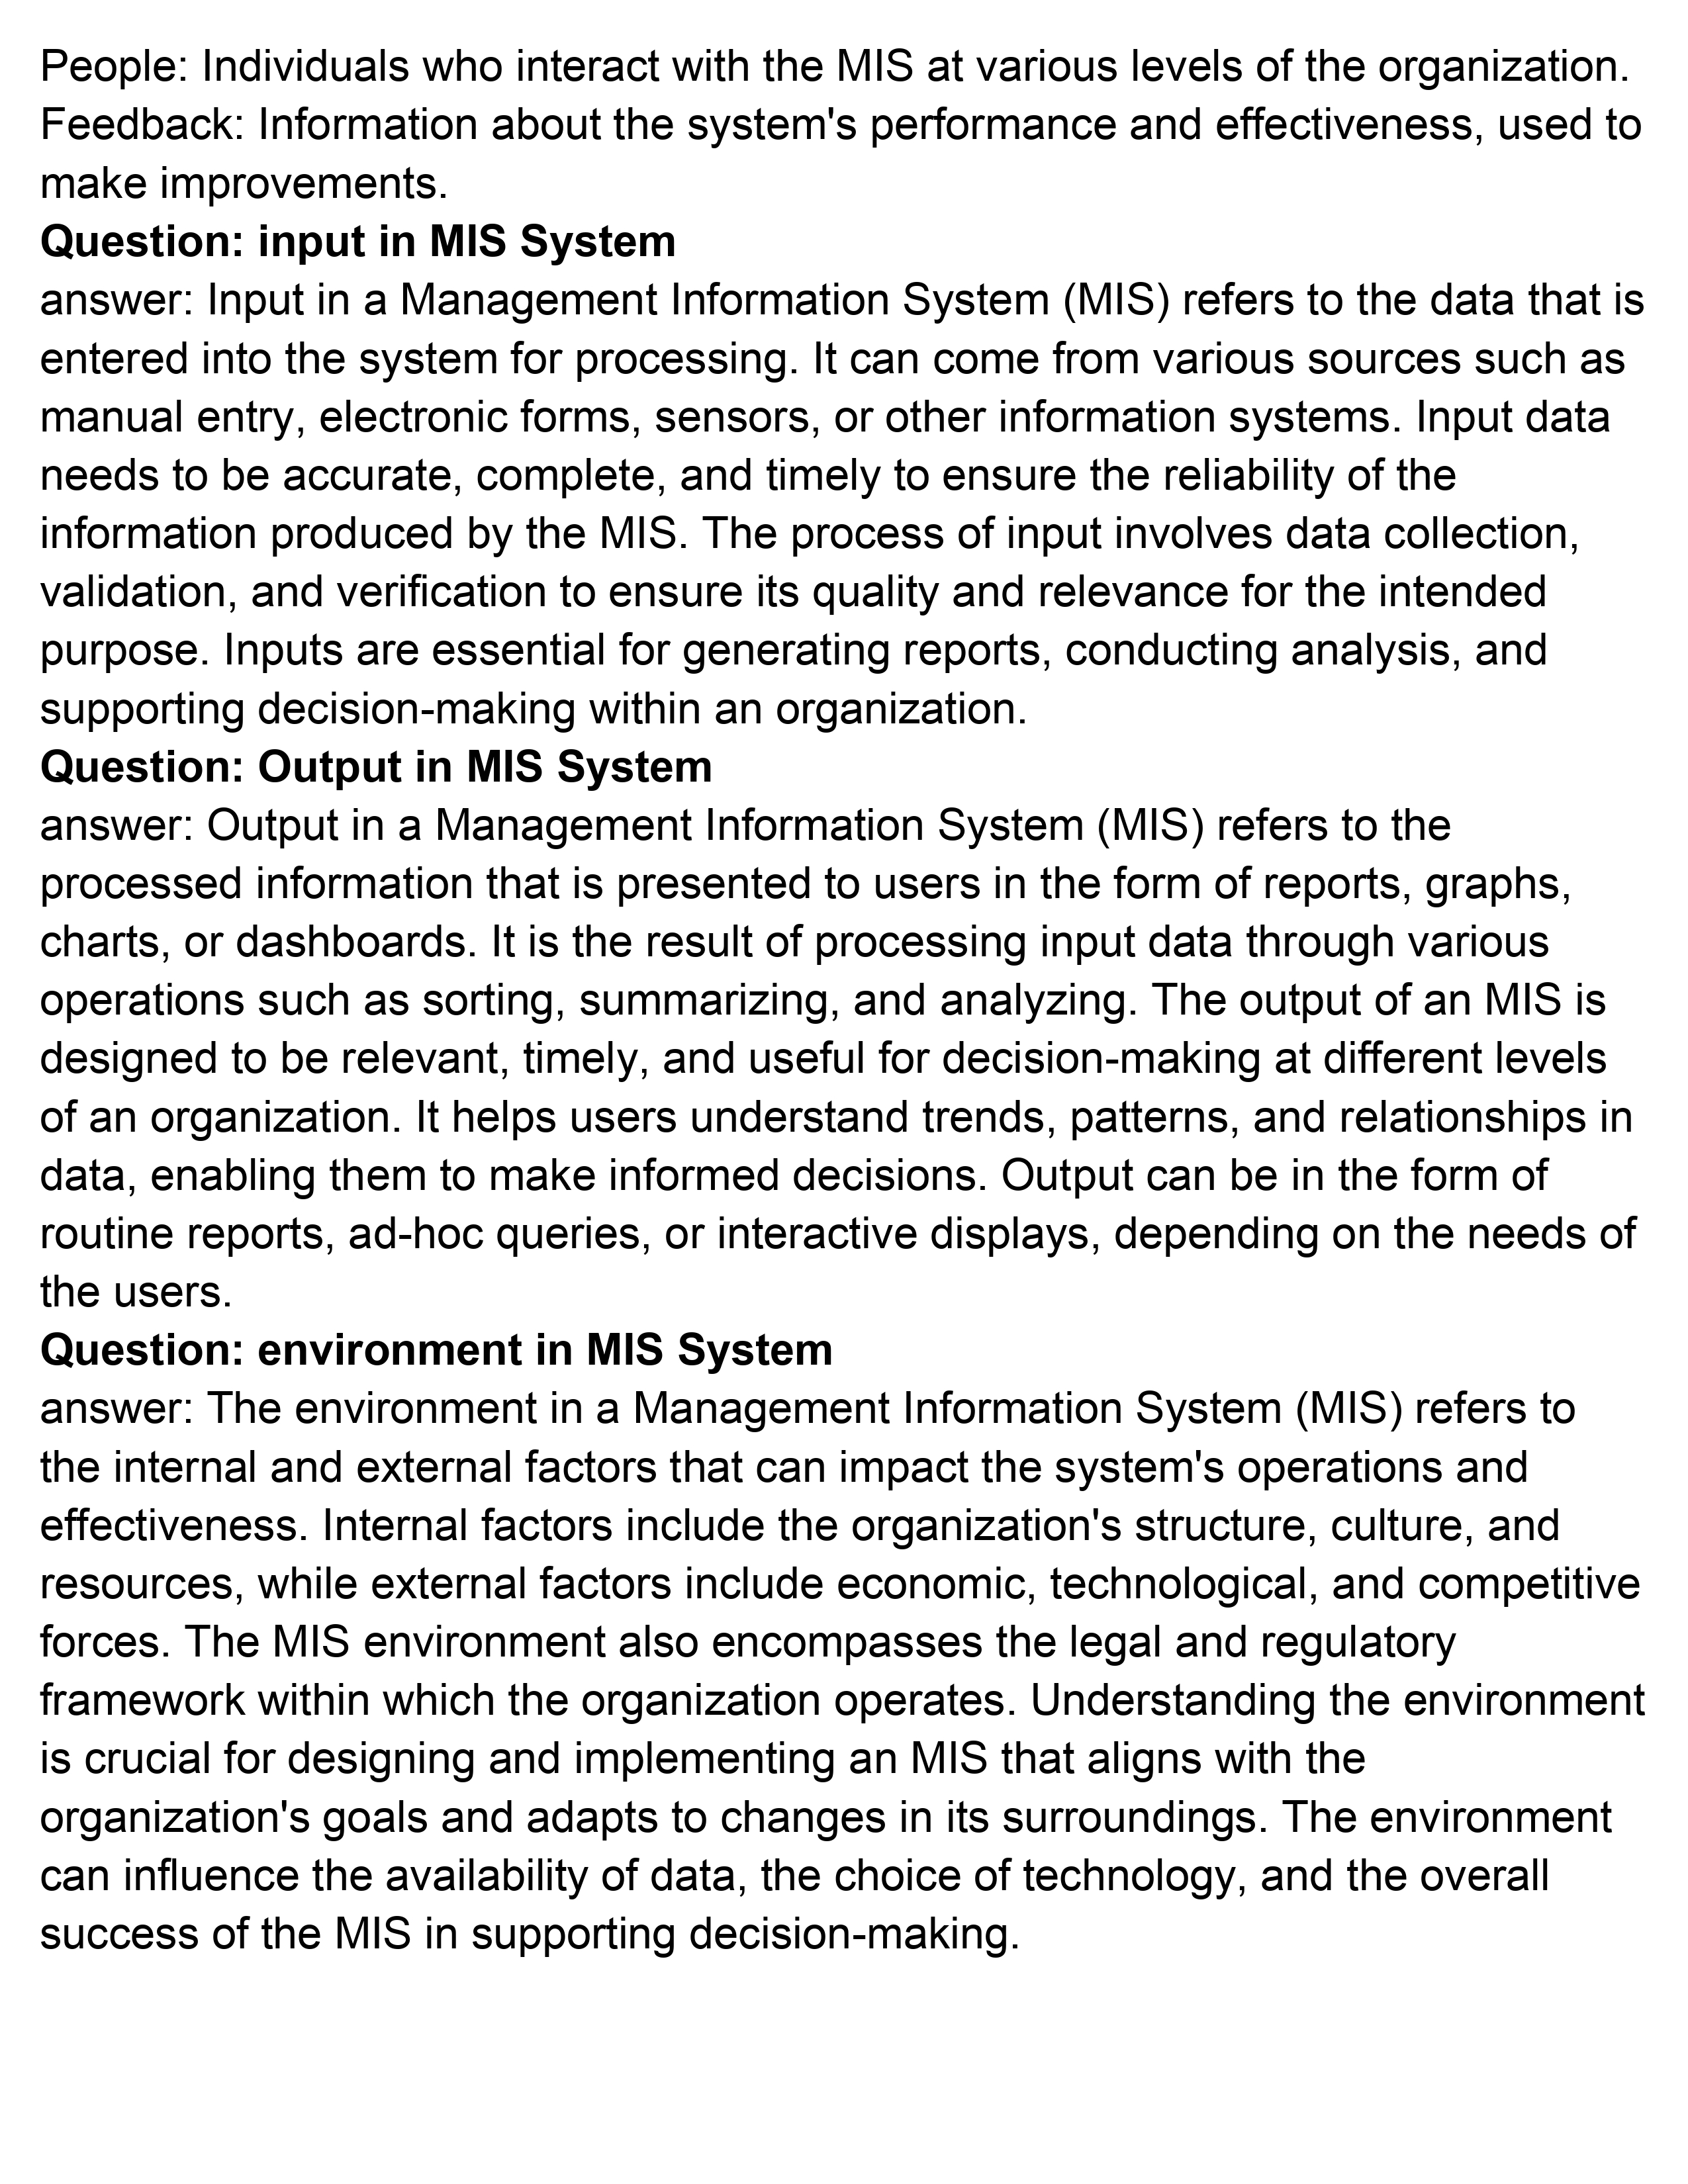 People: Individuals who interact with the MIS at various levels of the organization.
Feedback: Information about the system's performance and effectiveness, used to
make improvements.
Question: input in MIS System
answer: Input in a Management Information System (MIS) refers to the data that is
entered into the system for processing. It can come from various sources such as
manual entry, electronic forms, sensors, or other information systems. Input data
needs to be accurate, complete, and timely to ensure the reliability of the
information produced by the MIS. The process of input involves data collection,
validation, and verification to ensure its quality and relevance for the intended
purpose. Inputs are essential for generating reports, conducting analysis, and
supporting decision-making within an organization.
Question: Output in MIS System
answer: Output in a Management Information System (MIS) refers to the
processed information that is presented to users in the form of reports, graphs,
charts, or dashboards. It is the result of processing input data through various
operations such as sorting, summarizing, and analyzing. The output of an MIS is
designed to be relevant, timely, and useful for decision-making at different levels
of an organization. It helps users understand trends, patterns, and relationships in
data, enabling them to make informed decisions. Output can be in the form of
routine reports, ad-hoc queries, or interactive displays, depending on the needs of
the users.
Question: environment in MIS System
answer: The environment in a Management Information System (MIS) refers to
the internal and external factors that can impact the system's operations and
effectiveness. Internal factors include the organization's structure, culture, and
resources, while external factors include economic, technological, and competitive
forces. The MIS environment also encompasses the legal and regulatory
framework within which the organization operates. Understanding the environment
is crucial for designing and implementing an MIS that aligns with the
organization's goals and adapts to changes in its surroundings. The environment
can influence the availability of data, the choice of technology, and the overall
success of the MIS in supporting decision-making.